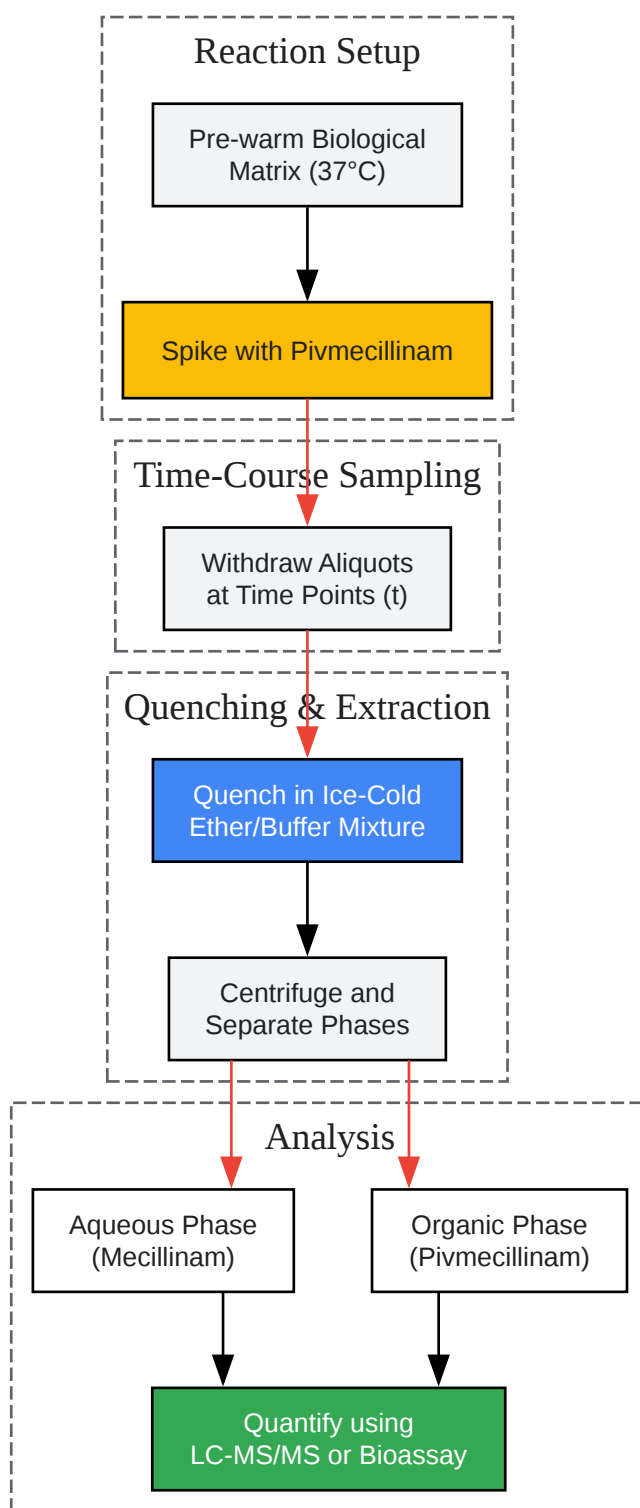 Reaction Setup
Pre-warm Biological
Matrix (37°C)
Spike with Pivmecillinam
Time-Course Sampling
Withdraw Aliquots
at Time Points (t)
Quenching & Extraction
Quench in Ice-Cold
Ether/Buffer Mixture
Centrifuge and
Separate Phases
Analysis
Aqueous Phase
(Mecillinam)
Organic Phase
(Pivmecillinam)
Quantify using
LC-MS/MS or Bioassay